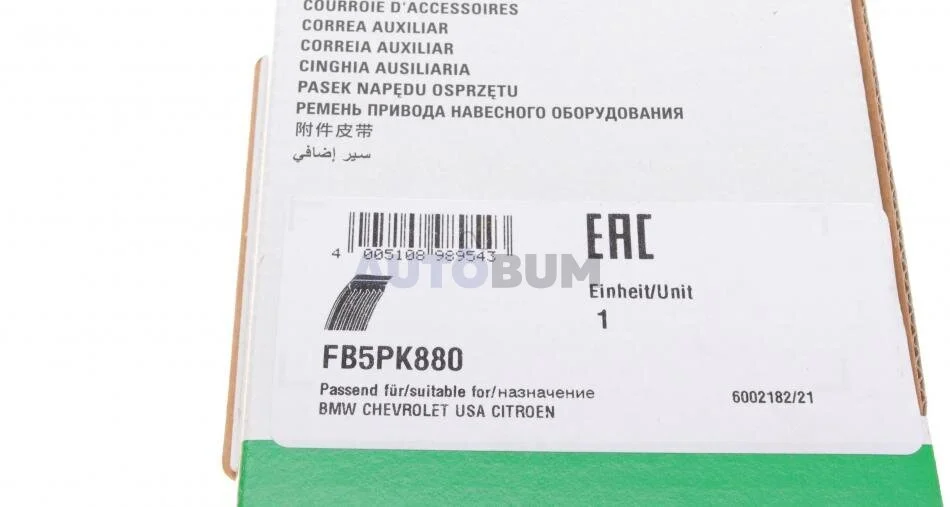 COURROIE D'ACCESSOIRES
CORREA AUXILIAR
CORREIA AUXILIAR
CINGHIA AUSILIARIA
PASEK NAPĘDU OSPRZĘTU
РЕМЕНЬ ПРИВОДА НАВЕСНОГО ОБОРУДОВАНИЯ
附件皮带
سير إضافي
4 005108 989543
EAC
AUTOBUM
Einheit/Unit
1
FB5PK880
Passend für/suitable for/назначение
6002182/21
BMW CHEVROLET USA CITROEN